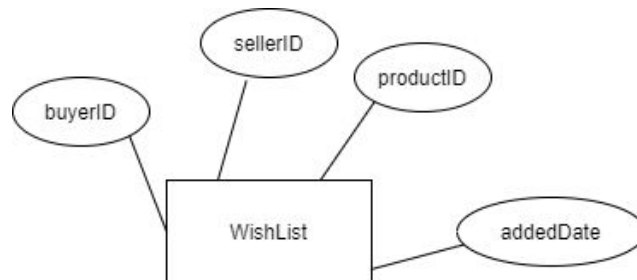 sellerID
productID
buyerID
WishList
addedDate